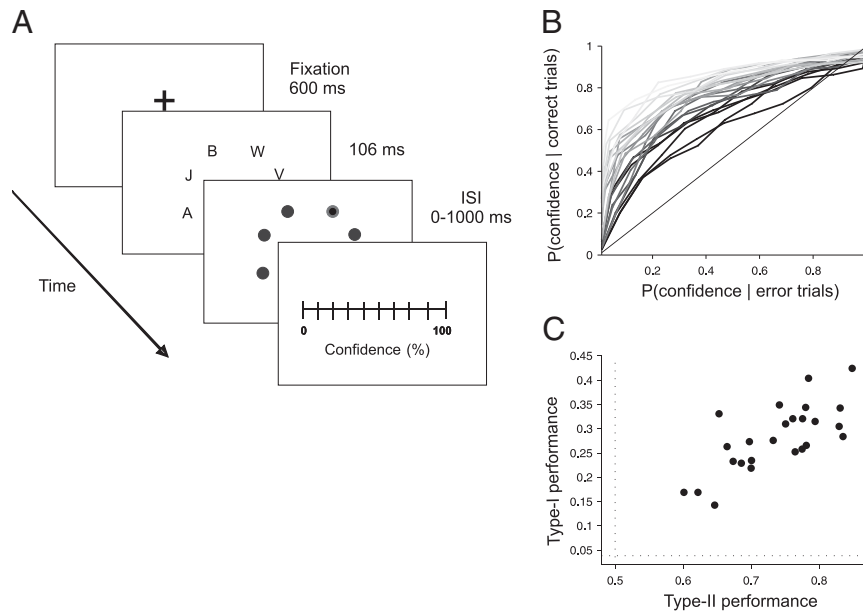 A
Fixation
600 ms
B W
106 ms
J V
A
ISI
0-1000 ms
Time
0 100
Confidence (%)
B
P(confidence | correct trials)
1
0.8
0.6
0.4
0.2
0
0.2 0.4 0.6 0.8
P(confidence | error trials)
C
Type-I performance
0.45
0.4
0.35
0.3
0.25
0.2
0.15
0.1
0.05
0.5 0.6 0.7 0.8
Type-II performance